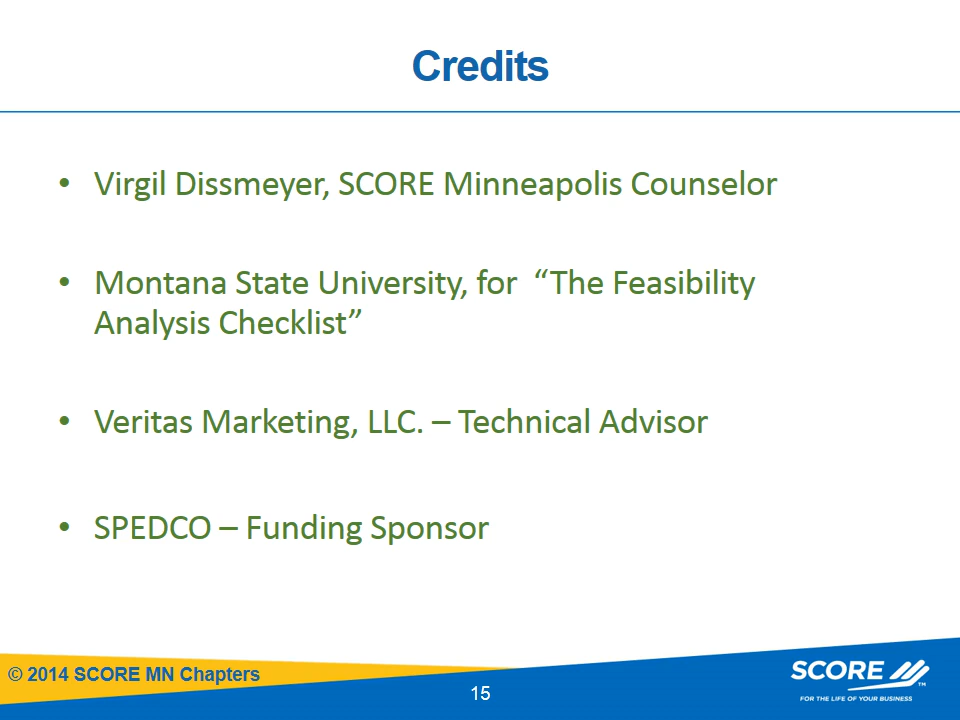 Credits
• Virgil Dissmeyer, SCORE Minneapolis Counselor
• Montana State University, for “The Feasibility
Analysis Checklist”
• Veritas Marketing, LLC. – Technical Advisor
• SPEDCO – Funding Sponsor
© 2014 SCORE MN Chapters
15
SCORE ™
FOR THE LIFE OF YOUR BUSINESS